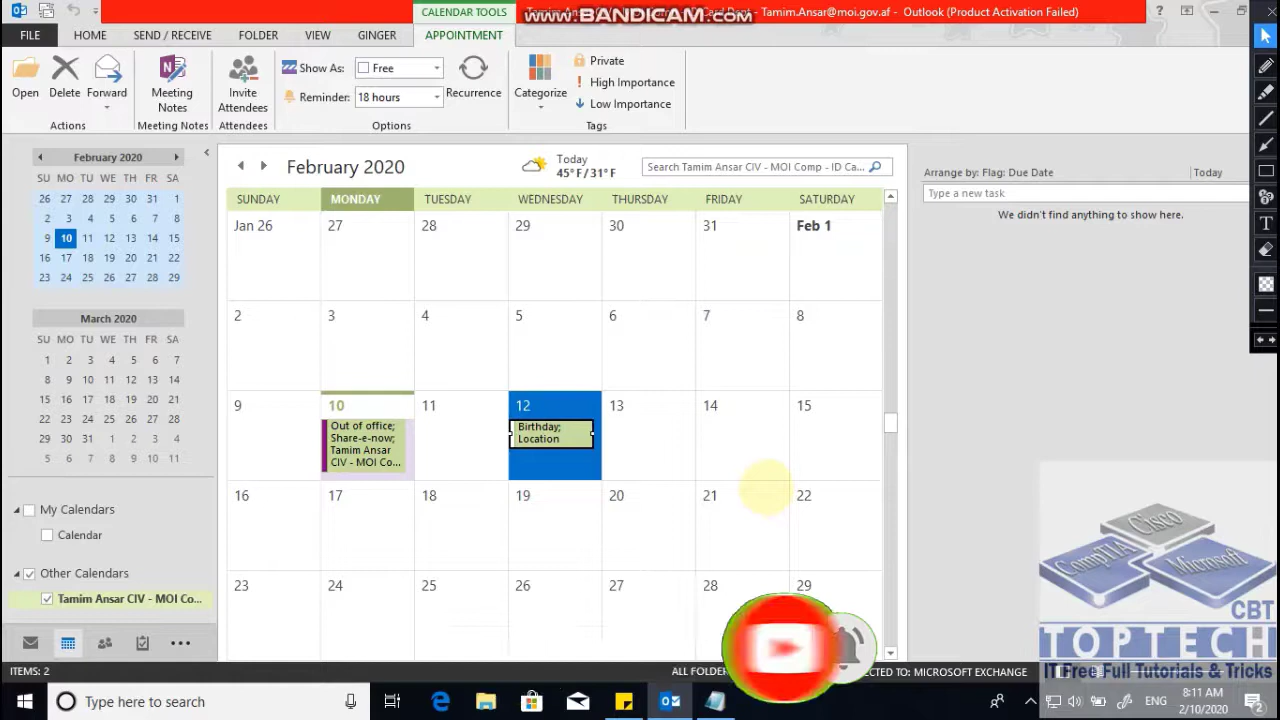 CALENDAR TOOLS
WWW.BANDICAM.COM
Card Dept - Tamim.Ansar@moi.gov.af - Outlook (Product Activation Failed)
FILE HOME SEND / RECEIVE FOLDER VIEW GINGER APPOINTMENT
Open Delete Forward
Meeting Notes
Invite Attendees
Show As: Free
Reminder: 18 hours
Recurrence
Categorize
Private
High Importance
Low Importance
Actions Meeting Notes Attendees Options Tags
February 2020
SU MO TU WE TH FR SA
26 27 28 29 30 31 1
2 3 4 5 6 7 8
9 10 11 12 13 14 15
16 17 18 19 20 21 22
23 24 25 26 27 28 29
March 2020
SU MO TU WE TH FR SA
1 2 3 4 5 6 7
8 9 10 11 12 13 14
15 16 17 18 19 20 21
22 23 24 25 26 27 28
29 30 31 1 2 3 4
5 6 7 8 9 10 11
My Calendars
Calendar
Other Calendars
Tamim Ansar CIV - MOI Co...
February 2020
Today
45° F / 31° F
Search Tamim Ansar CIV - MOI Comp - ID Ca...
SUNDAY MONDAY TUESDAY WEDNESDAY THURSDAY FRIDAY SATURDAY
Jan 26 27 28 29 30 31 Feb 1
2 3 4 5 6 7 8
9 10 11 12 13 14 15
Out of office;
Share-e-now;
Tamim Ansar
CIV - MOI Co...
Birthday;
Location
16 17 18 19 20 21 22
23 24 25 26 27 28 29
Arrange by: Flag: Due Date Today
Type a new task
We didn't find anything to show here.
CompTIA Cisco Microsoft
CBT
TOPTECH
IT Free Full Tutorials & Tricks
ITEMS: 2
ALL FOLDER
CTED TO: MICROSOFT EXCHANGE
Type here to search
ENG
8:11 AM
2/10/2020
2